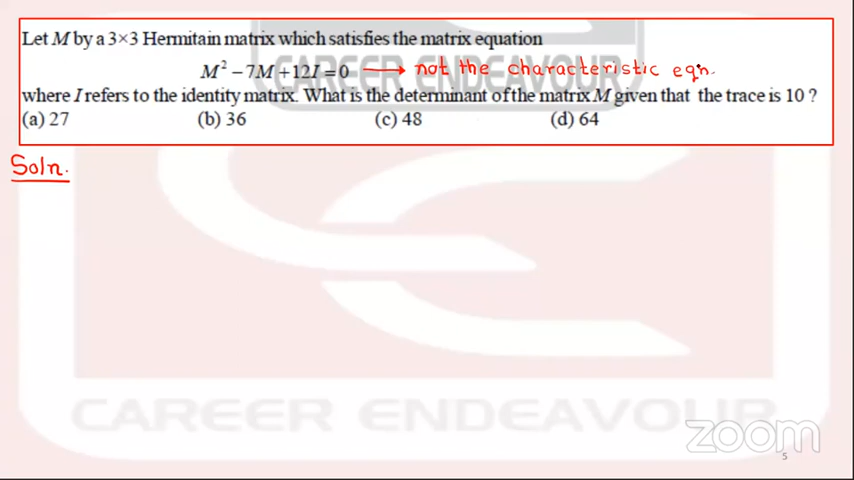 Let M by a 3×3 Hermitain matrix which satisfies the matrix equation
M² − 7M + 12I = 0 → not the characteristic eqn.
where I refers to the identity matrix. What is the determinant of the matrix M given that the trace is 10 ?
(a) 27 (b) 36 (c) 48 (d) 64
Soln.
CAREER ENDEAVOUR
CAREER ENDEAVOUR
zoom
5